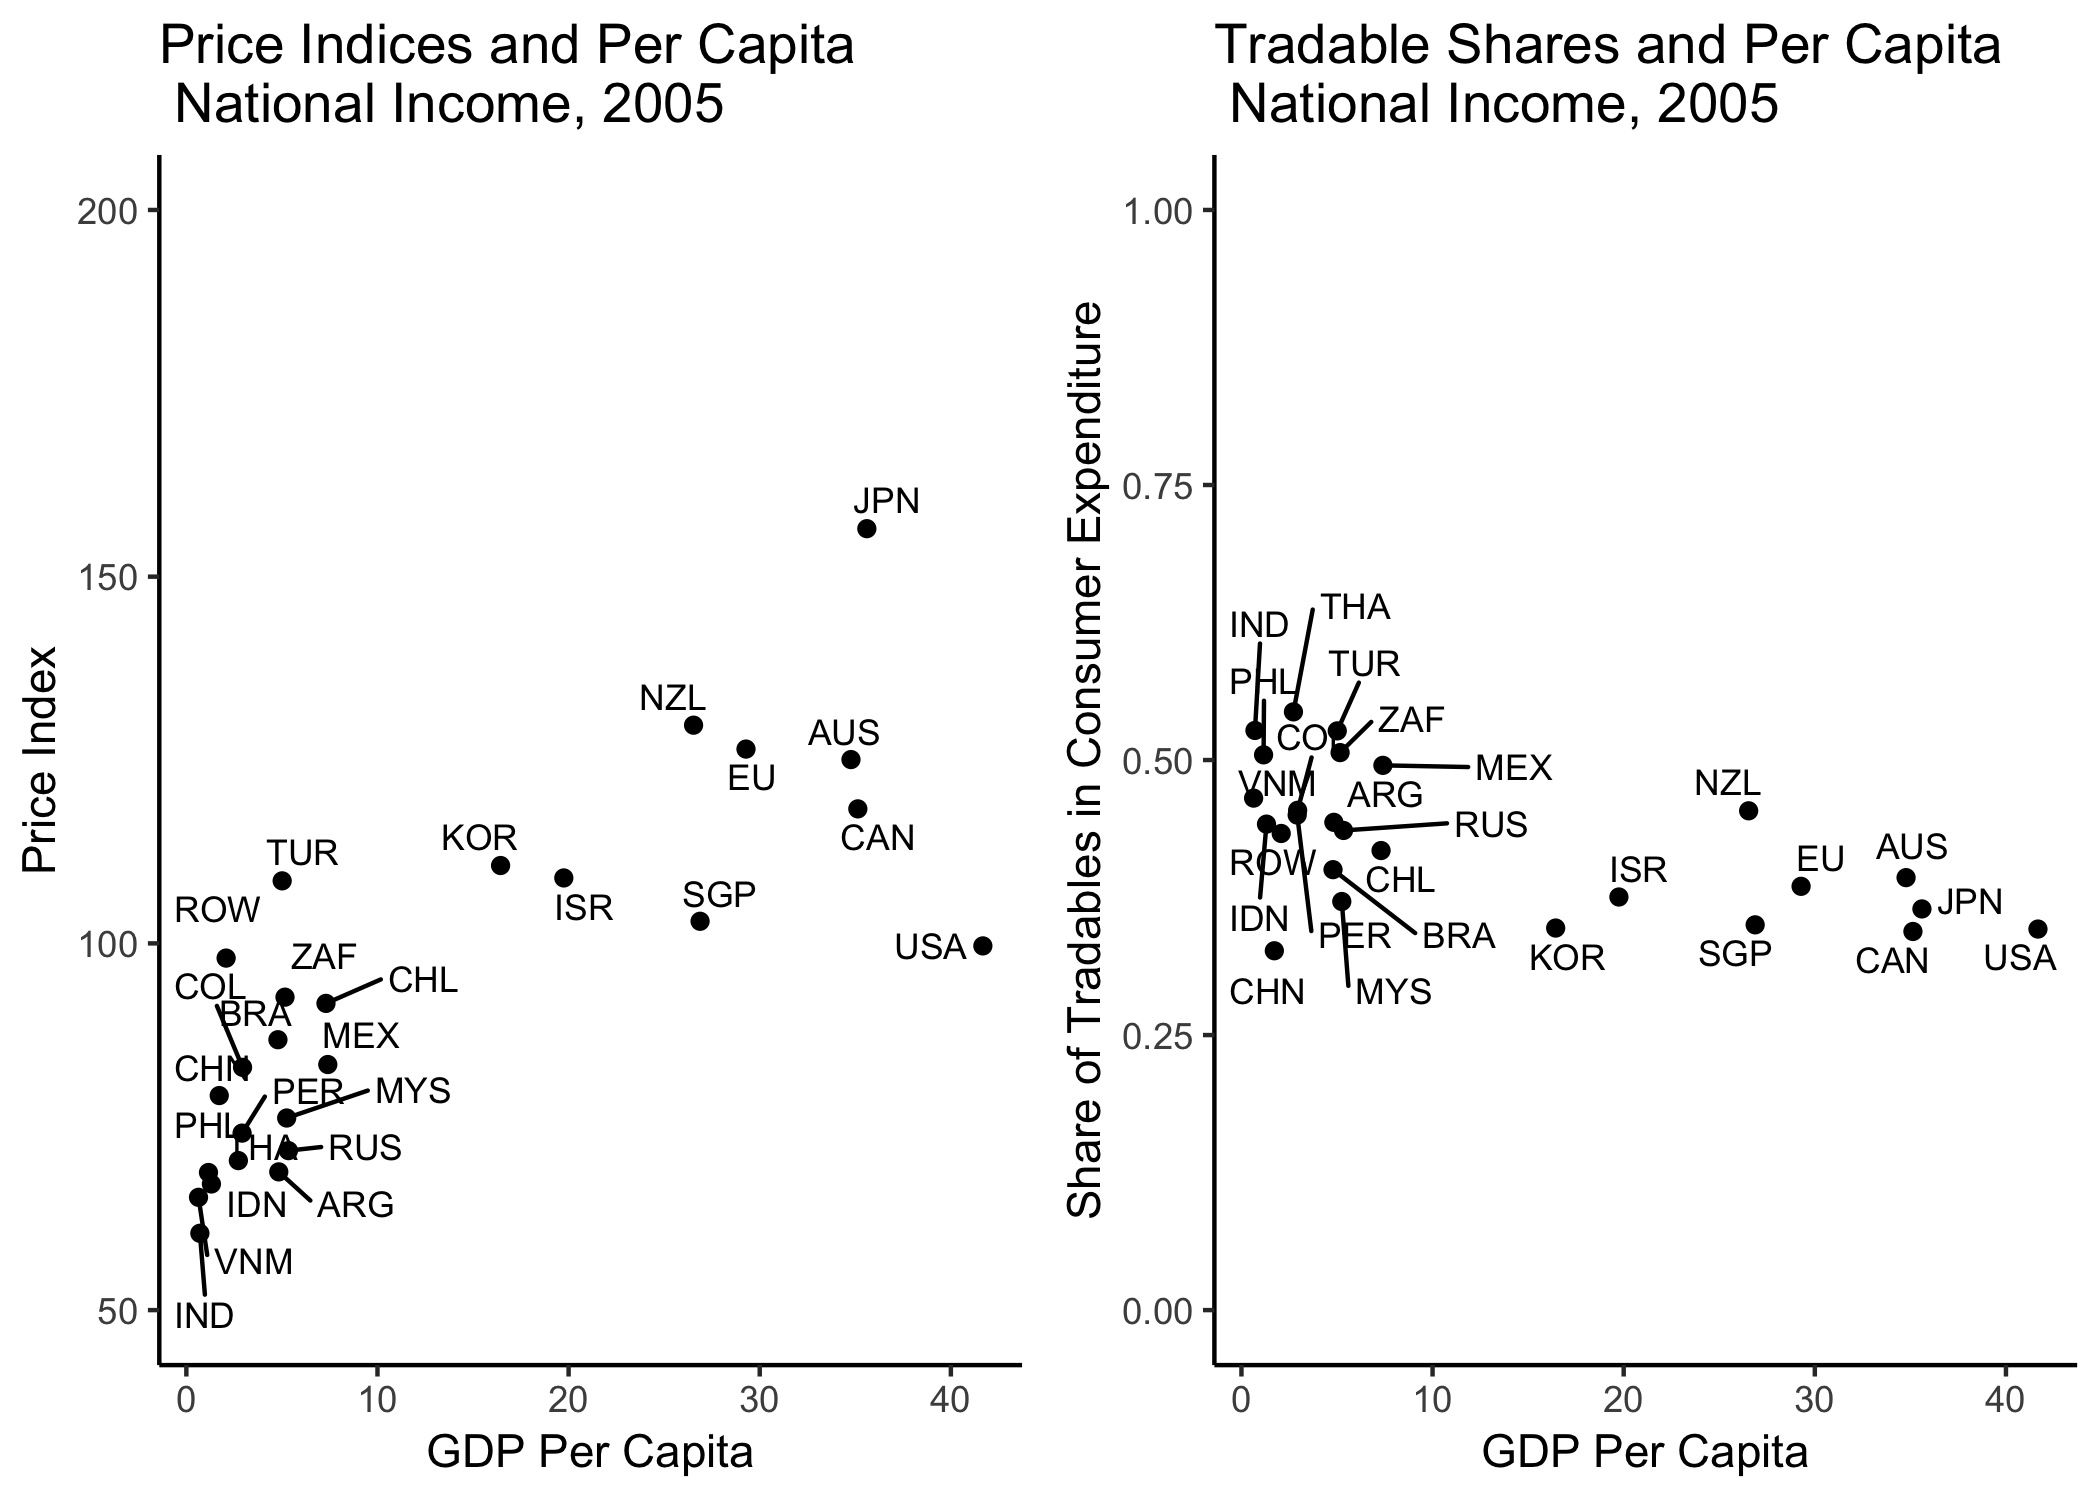 Price Indices and Per Capita
National Income, 2005
200
150
100
50
Price Index
JPN
NZL
AUS
EU
CAN
KOR
TUR
ISR
SGP
ROW
USA
ZAF
CHL
COL
BRA
MEX
CHN
PER
MYS
PHL
THA
RUS
IDN
ARG
VNM
IND
0
10
20
30
40
GDP Per Capita
Tradable Shares and Per Capita
National Income, 2005
1.00
0.75
0.50
0.25
0.00
Share of Tradables in Consumer Expenditure
THA
IND
TUR
PHL
ZAF
COL
MEX
VNM
NZL
ARG
RUS
AUS
EU
ROW
ISR
CHL
JPN
IDN
PER
BRA
KOR
SGP
CAN
USA
CHN
MYS
0
10
20
30
40
GDP Per Capita